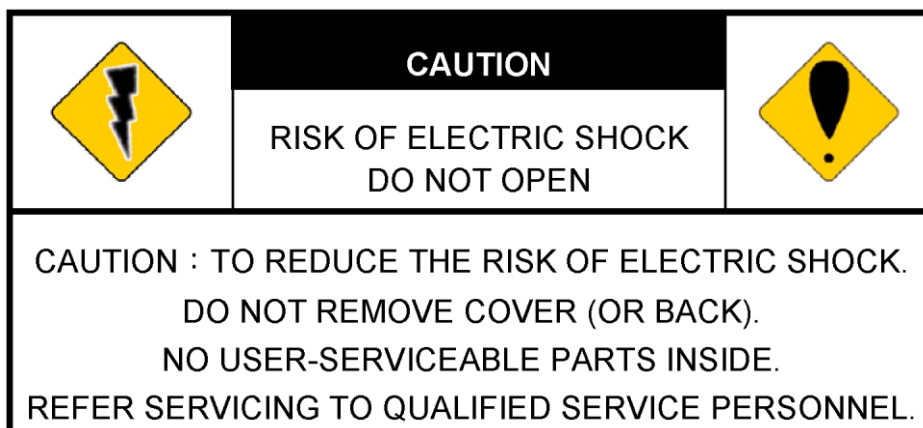 CAUTION
RISK OF ELECTRIC SHOCK
DO NOT OPEN
CAUTION：TO REDUCE THE RISK OF ELECTRIC SHOCK.
DO NOT REMOVE COVER (OR BACK).
NO USER-SERVICEABLE PARTS INSIDE.
REFER SERVICING TO QUALIFIED SERVICE PERSONNEL.